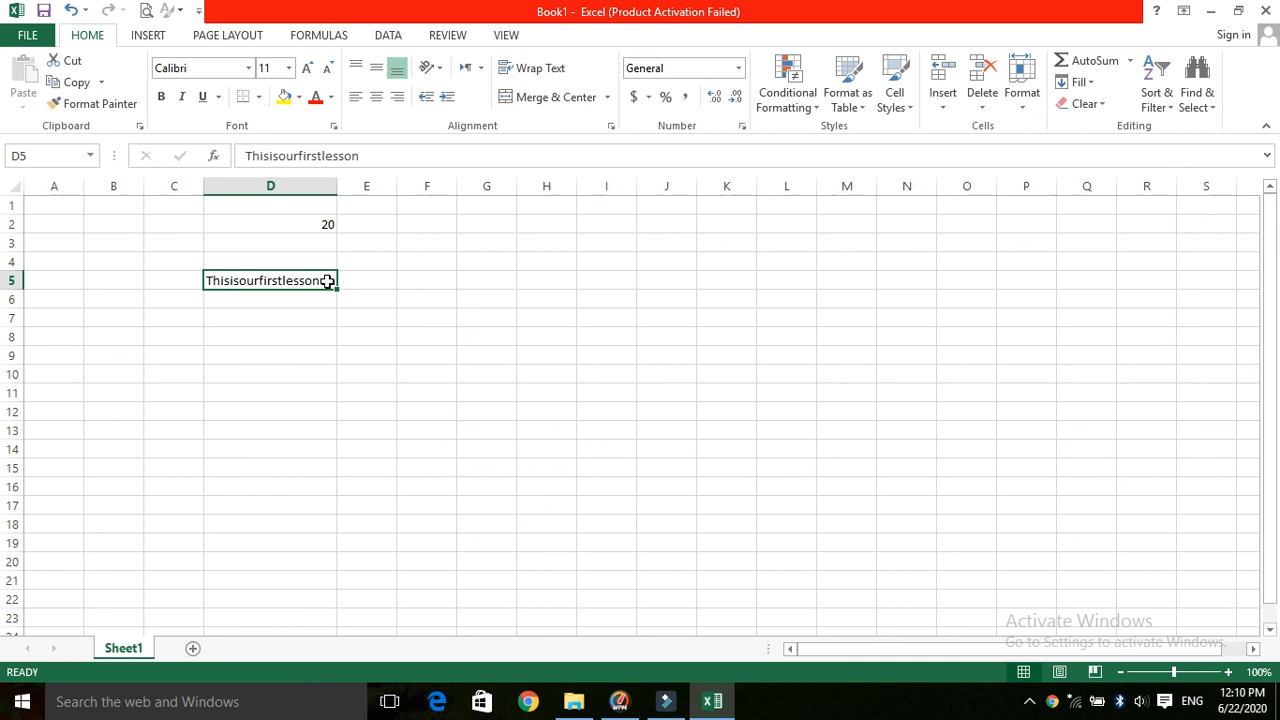 Book1 - Excel (Product Activation Failed)
FILE HOME INSERT PAGE LAYOUT FORMULAS DATA REVIEW VIEW Sign in
Paste Cut
Copy
Format Painter
Clipboard
Calibri 11 A A
B I U A
Font
Wrap Text
Merge & Center
Alignment
General
$ % ,
Number
Conditional Formatting
Format as Table
Cell Styles
Styles
Insert Delete Format
Cells
AutoSum
Fill
Clear
Sort & Filter
Find & Select
Editing
D5 fx Thisisourfirstlesson
A B C D E F G H I J K L M N O P Q R S
1
2 20
3
4
5 Thisisourfirstlesson
6
7
8
9
10
11
12
13
14
15
16
17
18
19
20
21
22
23
24
Activate Windows
Go to Settings to activate Windows.
Sheet1
READY 100%
Search the web and Windows
WPM
ENG
12:10 PM
6/22/2020